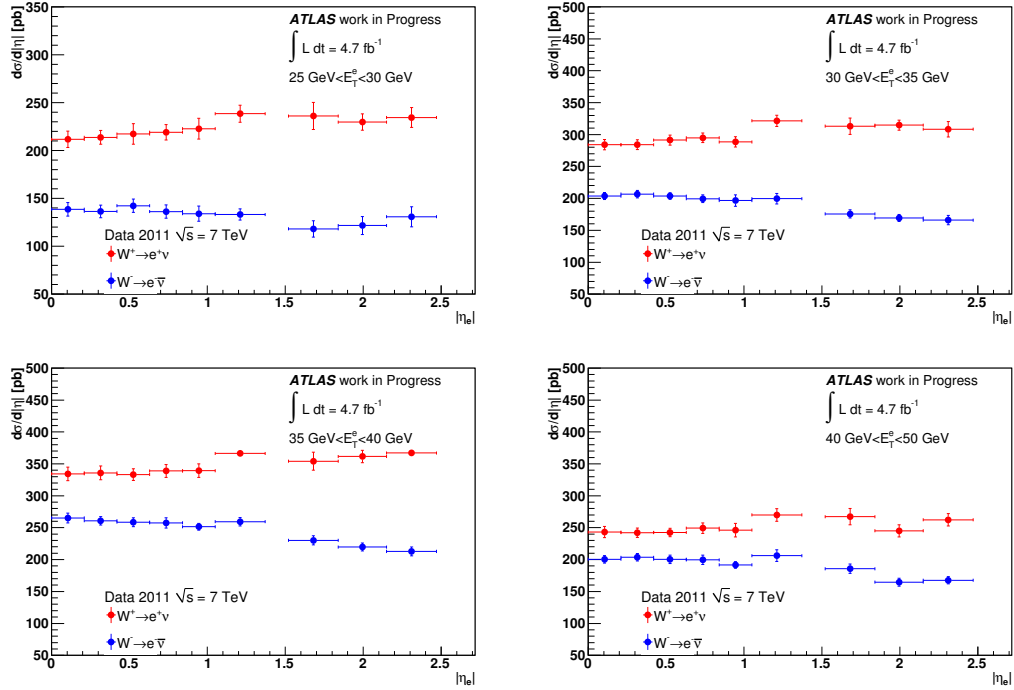 dσ/d|η| [pb]
350
300
250
200
150
100
50
0 0.5 1 1.5 2 2.5
|ηₑ|
ATLAS work in Progress
∫ L dt = 4.7 fb⁻¹
25 GeV<E_T^e<30 GeV
Data 2011 √s = 7 TeV
W⁺→e⁺ν
W⁻→e⁻ν̅
dσ/d|η| [pb]
500
450
400
350
300
250
200
150
100
50
0 0.5 1 1.5 2 2.5
|ηₑ|
ATLAS work in Progress
∫ L dt = 4.7 fb⁻¹
30 GeV<E_T^e<35 GeV
Data 2011 √s = 7 TeV
W⁺→e⁺ν
W⁻→e⁻ν̅
dσ/d|η| [pb]
500
450
400
350
300
250
200
150
100
50
0 0.5 1 1.5 2 2.5
|ηₑ|
ATLAS work in Progress
∫ L dt = 4.7 fb⁻¹
35 GeV<E_T^e<40 GeV
Data 2011 √s = 7 TeV
W⁺→e⁺ν
W⁻→e⁻ν̅
dσ/d|η| [pb]
500
450
400
350
300
250
200
150
100
50
0 0.5 1 1.5 2 2.5
|ηₑ|
ATLAS work in Progress
∫ L dt = 4.7 fb⁻¹
40 GeV<E_T^e<50 GeV
Data 2011 √s = 7 TeV
W⁺→e⁺ν
W⁻→e⁻ν̅